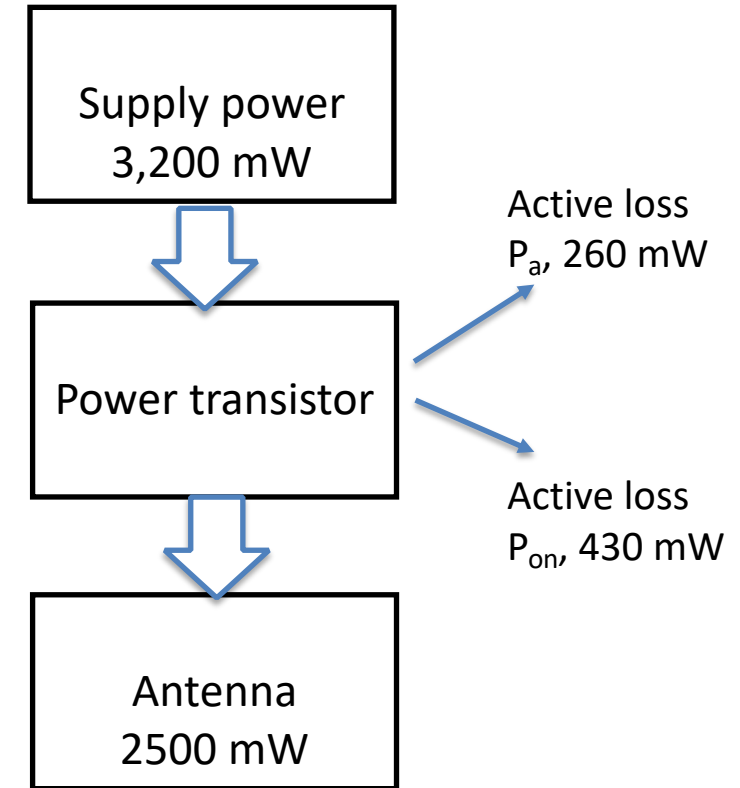 Supply power
3,200 mW
Active loss
Pa, 260 mW
Power transistor
Active loss
Pon, 430 mW
Antenna
2500 mW